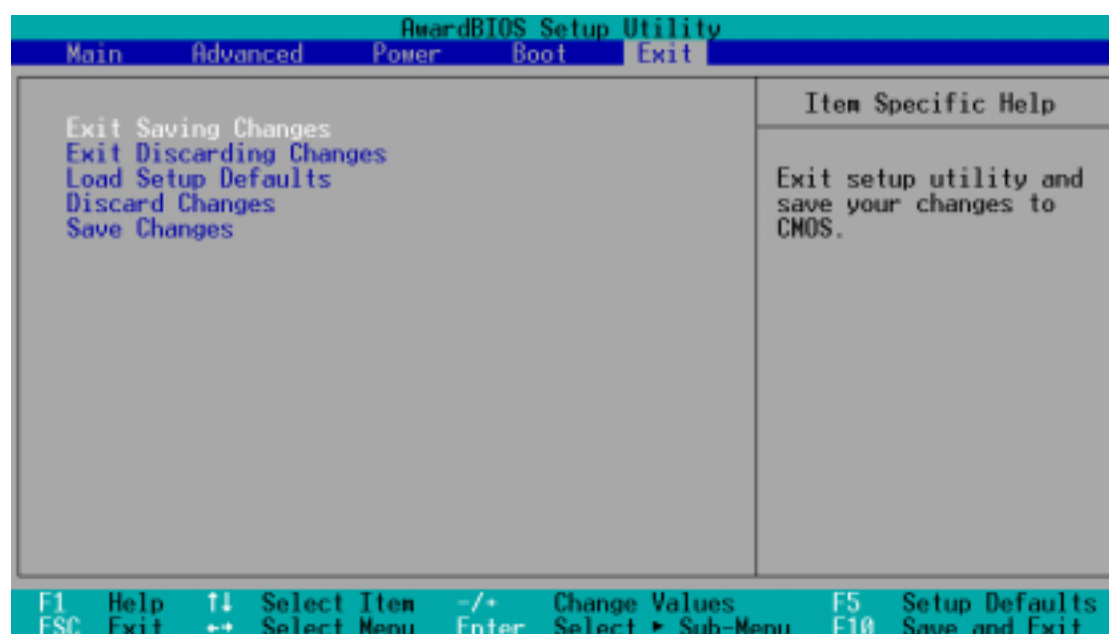 AwardBIOS Setup Utility
Main Advanced Power Boot Exit
Exit Saving Changes
Exit Discarding Changes
Load Setup Defaults
Discard Changes
Save Changes
Item Specific Help
Exit setup utility and
save your changes to
CMOS.
F1 Help ↑↓ Select Item -/+ Change Values F5 Setup Defaults
ESC Exit ←→ Select Menu Enter Select ► Sub-Menu F10 Save and Exit